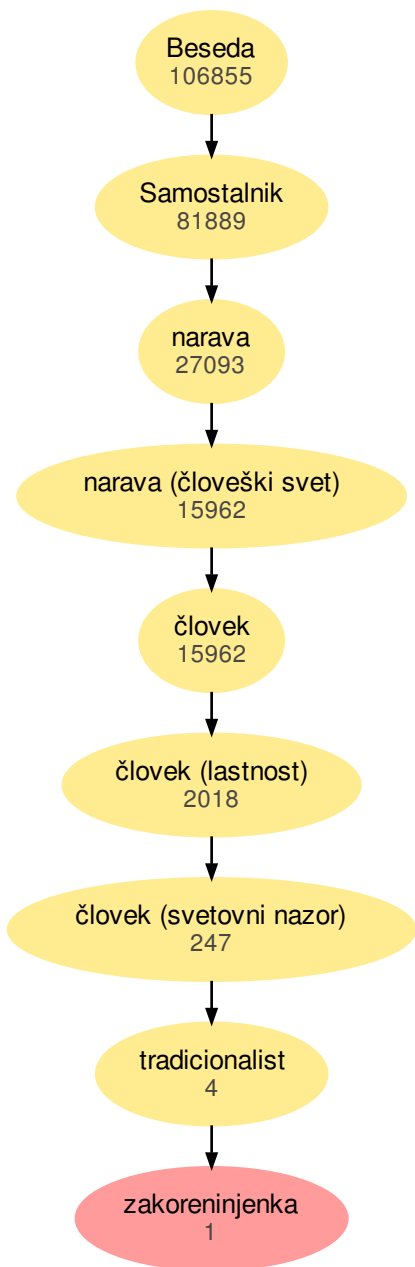 Beseda
106855
Samostalnik
81889
narava
27093
narava (človeški svet)
15962
človek
15962
človek (lastnost)
2018
človek (svetovni nazor)
247
tradicionalist
4
zakoreninjenka
1